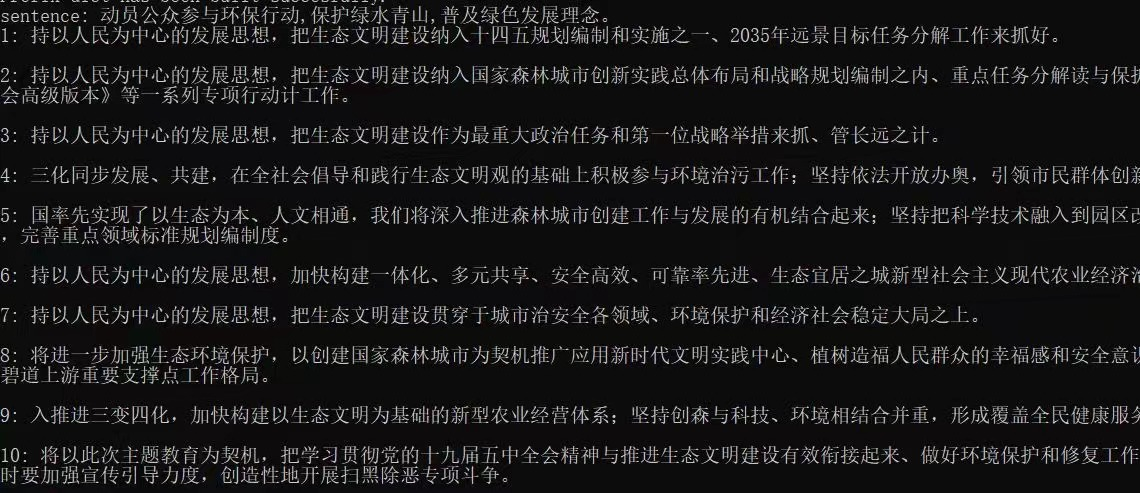 sentence: 动员公众参与环保行动,保护绿水青山,普及绿色发展理念。
1: 持以人民为中心的发展思想，把生态文明建设纳入十四五规划编制和实施之一、2035年远景目标任务分解工作来抓好。
2: 持以人民为中心的发展思想，把生态文明建设纳入国家森林城市创新实践总体布局和战略规划编制之内、重点任务分解读与保护
会高级版本》等一系列专项行动计工作。
3: 持以人民为中心的发展思想，把生态文明建设作为最重大政治任务和第一位战略举措来抓、管长远之计。
4: 三化同步发展、共建，在全社会倡导和践行生态文明观的基础上积极参与环境治污工作；坚持依法开放办奥，引领市民群体创新
5: 国率先实现了以生态为本、人文相通，我们将深入推进森林城市创建工作与发展的有机结合起来；坚持把科学技术融入到园区改
，完善重点领域标准规划编制度。
6: 持以人民为中心的发展思想，加快构建一体化、多元共享、安全高效、可靠率先进、生态宜居之城新型社会主义现代农业经济
7: 持以人民为中心的发展思想，把生态文明建设贯穿于城市治安全各领域、环境保护和经济社会稳定大局之上。
8: 将进一步加强生态环境保护，以创建国家森林城市为契机推广应用新时代文明实践中心、植树造福人民群众的幸福感和安全意识
碧道上游重要支撑点工作格局。
9: 入推进三变四化，加快构建以生态文明为基础的新型农业经营体系；坚持创森与科技、环境相结合并重，形成覆盖全民健康服务
10: 将以此次主题教育为契机，把学习贯彻党的十九届五中全会精神与推进生态文明建设有效衔接起来、做好环境保护和修复工作
时要加强宣传引导力度，创造性地开展扫黑除恶专项斗争。